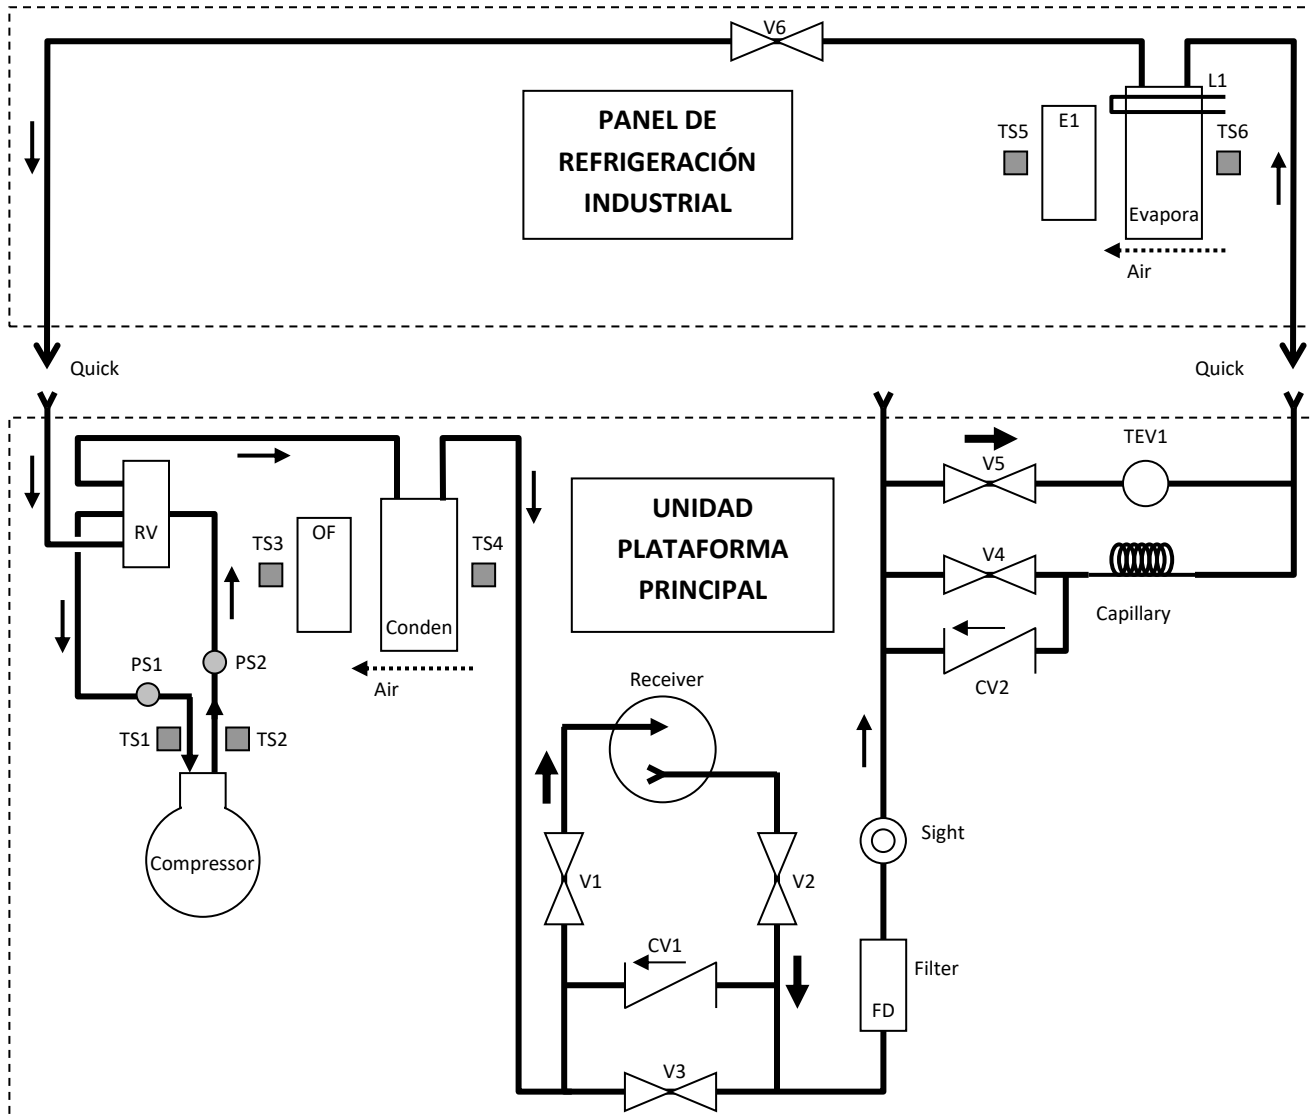 V6
L1
PANEL DE
REFRIGERACIÓN
INDUSTRIAL
TS5
E1
TS6
Evapora
Air
Quick
Quick
TEV1
V5
UNIDAD
PLATAFORMA
PRINCIPAL
RV
TS3
OF
TS4
V4
Conden
Capillary
PS1
PS2
Air
Receiver
CV2
TS1
TS2
Sight
Compressor
V1
V2
CV1
Filter
FD
V3